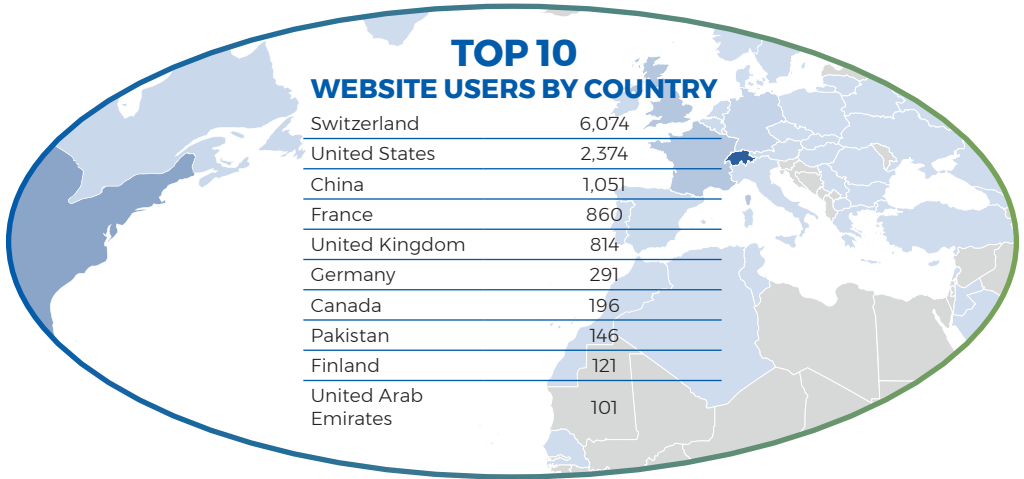 TOP 10
WEBSITE USERS BY COUNTRY
Switzerland 6,074
United States 2,374
China 1,051
France 860
United Kingdom 814
Germany 291
Canada 196
Pakistan 146
Finland 121
United Arab
Emirates 101